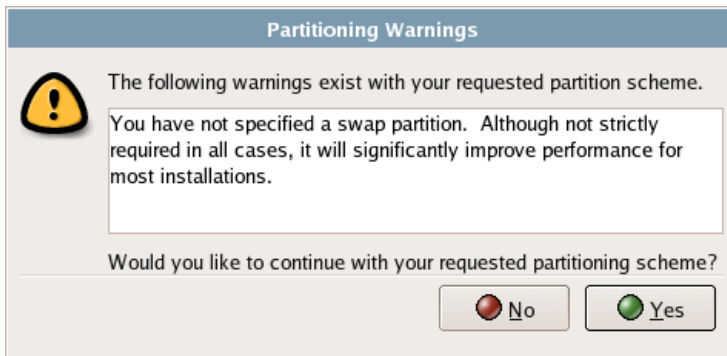 Partitioning Warnings
The following warnings exist with your requested partition scheme.
You have not specified a swap partition.  Although not strictly
required in all cases, it will significantly improve performance for
most installations.
Would you like to continue with your requested partitioning scheme?
No
Yes